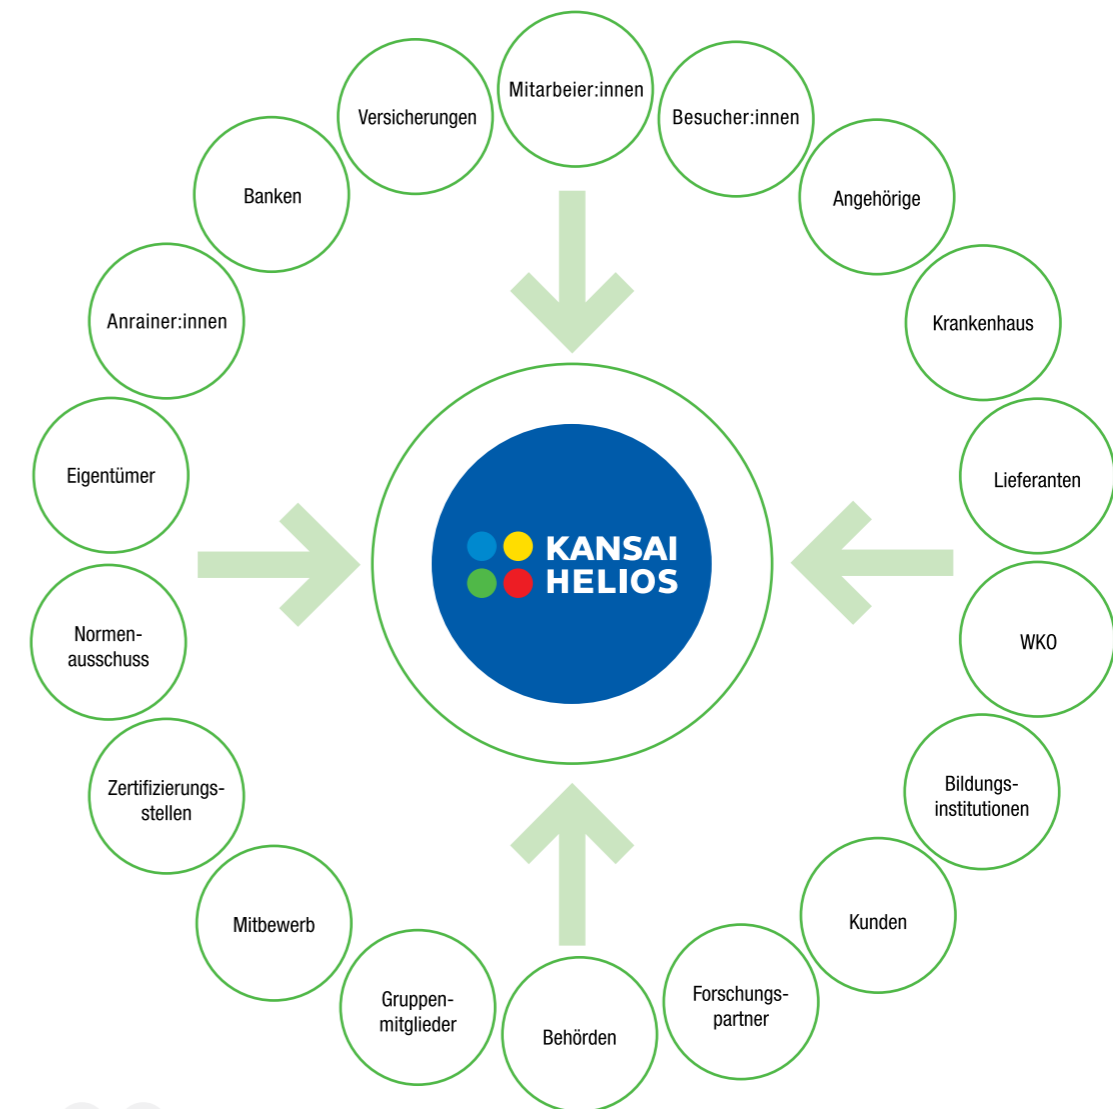 Mitarbeier:innen
Besucher:innen
Angehörige
Krankenhaus
Lieferanten
WKO
Bildungs-
institutionen
Kunden
Forschungs-
partner
Behörden
Gruppen-
mitglieder
Mitbewerb
Zertifizierungs-
stellen
Normen-
ausschuss
Eigentümer
Anrainer:innen
Banken
Versicherungen
KANSAI
HELIOS